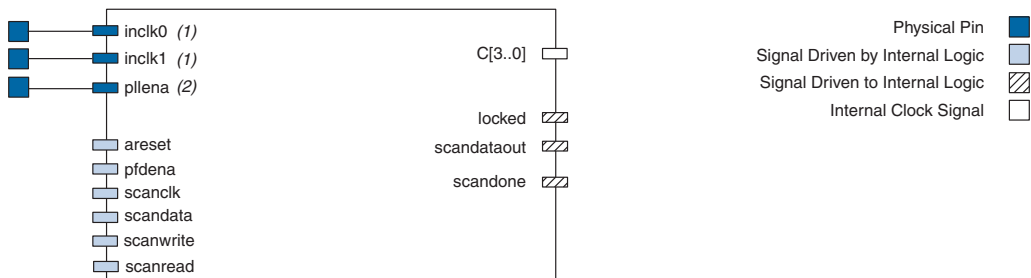 inclk0 (1)
inclk1 (1)
pllena (2)
areset
pfdena
scanclk
scandata
scanwrite
scanread
C[3..0]
locked
scandataout
scandone
Physical Pin
Signal Driven by Internal Logic
Signal Driven to Internal Logic
Internal Clock Signal